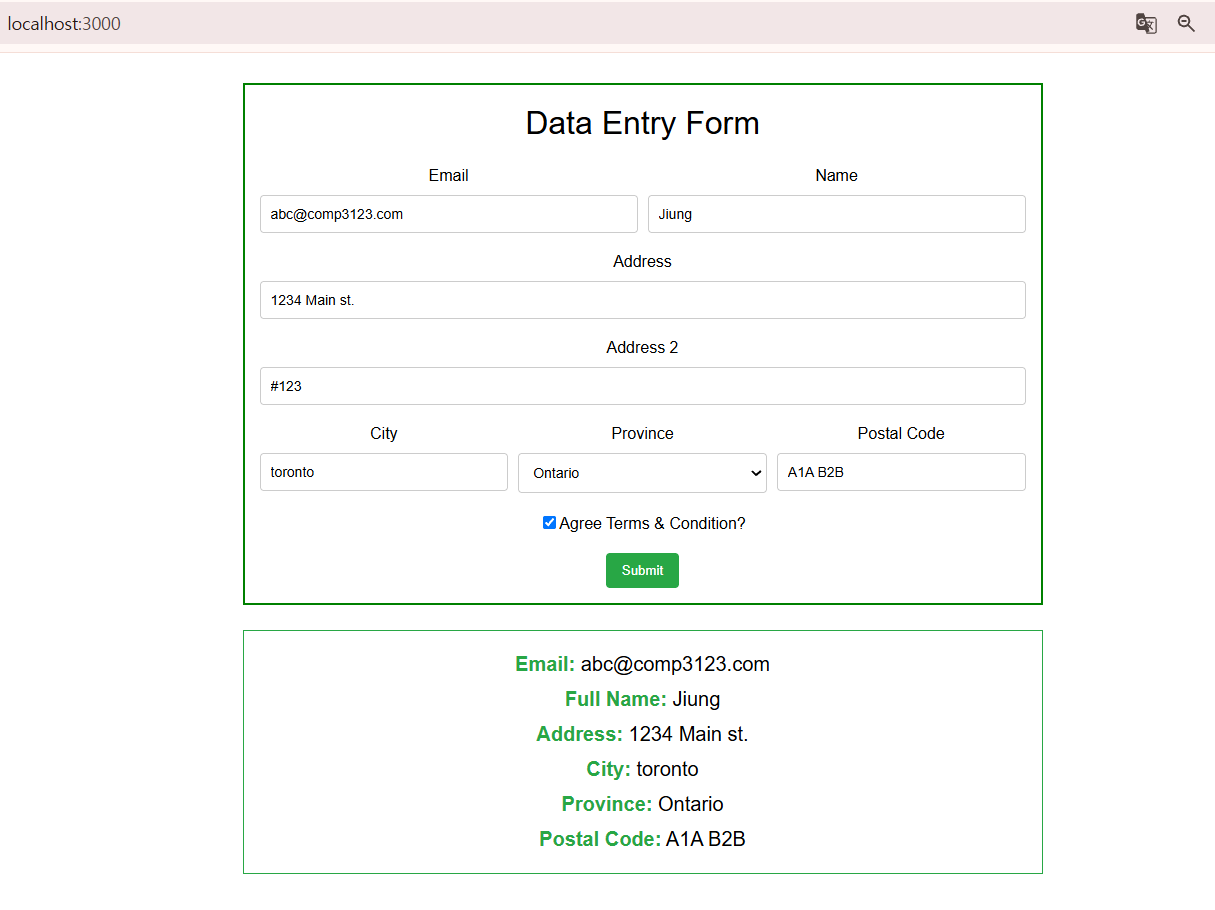 localhost:3000
Data Entry Form
Email Name
abc@comp3123.com Jiung
Address
1234 Main st.
Address 2
#123
City Province Postal Code
toronto Ontario A1A B2B
Agree Terms & Condition?
Submit
Email: abc@comp3123.com
Full Name: Jiung
Address: 1234 Main st.
City: toronto
Province: Ontario
Postal Code: A1A B2B